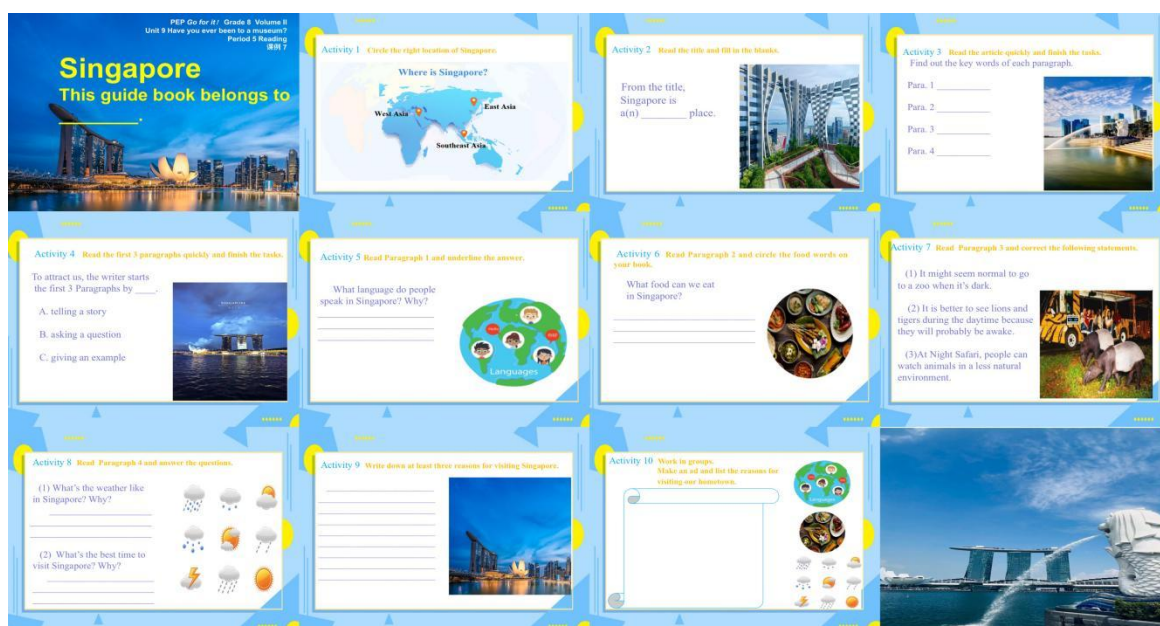 PEP Go for it! Grade 8 Volume II
Unit 9 Have you ever been to a museum?
Period 5 Reading
课例 7
Singapore
This guide book belongs to
__________.
Activity 1 Circle the right location of Singapore.
Where is Singapore?
West Asia
East Asia
Southeast Asia
Activity 2 Read the title and fill in the blanks.
From the title,
Singapore is
a(n) ________ place.
Activity 3 Read the article quickly and finish the tasks.
Find out the key words of each paragraph.
Para. 1 ___________
Para. 2 ___________
Para. 3 ___________
Para. 4 ___________
Activity 4 Read the first 3 paragraphs quickly and finish the tasks.
To attract us, the writer starts
the first 3 Paragraphs by ____.
A. telling a story
B. asking a question
C. giving an example
Activity 5 Read Paragraph 1 and underline the answer.
What language do people
speak in Singapore? Why?
Languages
Activity 6 Read Paragraph 2 and circle the food words on
your book.
What food can we eat
in Singapore?
Activity 7 Read Paragraph 3 and correct the following statements.
(1) It might seem normal to go
to a zoo when it's dark.
(2) It is better to see lions and
tigers during the daytime because
they will probably be awake.
(3)At Night Safari, people can
watch animals in a less natural
environment.
Activity 8 Read Paragraph 4 and answer the questions.
(1) What's the weather like
in Singapore? Why?
(2) What's the best time to
visit Singapore? Why?
Activity 9 Write down at least three reasons for visiting Singapore.
Activity 10 Work in groups.
Make an ad and list the reasons for
visiting our hometown.
Languages